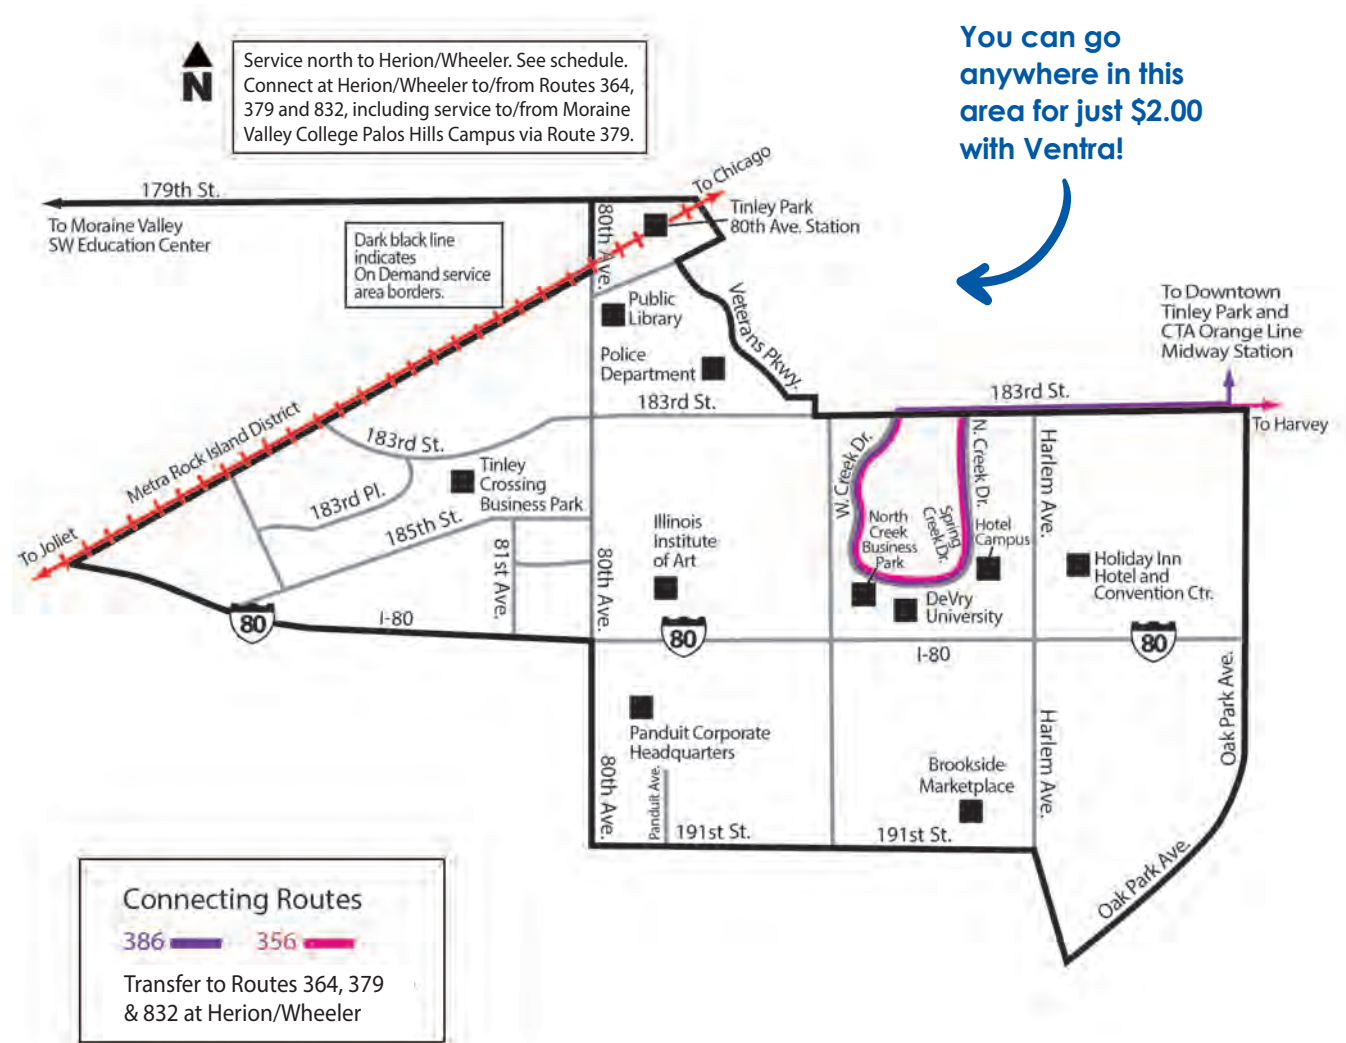 N
Service north to Herion/Wheeler. See schedule.
Connect at Herion/Wheeler to/from Routes 364,
379 and 832, including service to/from Moraine
Valley College Palos Hills Campus via Route 379.
You can go
anywhere in this
area for just $2.00
with Ventra!
179th St.
To Moraine Valley
SW Education Center
Dark black line
indicates
On Demand service
area borders.
To Chicago
Tinley Park
80th Ave. Station
80th Ave.
Public
Library
Police
Department
Veterans Pkwy.
To Downtown
Tinley Park and
CTA Orange Line
Midway Station
183rd St.
183rd St.
To Harvey
Metra Rock Island District
183rd St.
183rd Pl.
Tinley
Crossing
Business Park
185th St.
81st Ave.
80th Ave.
To Joliet
Illinois
Institute
of Art
W. Creek Dr.
N. Creek Dr.
Spring
Creek Dr.
North
Creek
Business
Park
Hotel
Campus
DeVry
University
Harlem Ave.
Holiday Inn
Hotel and
Convention Ctr.
80
I-80
80
I-80
80
Panduit Corporate
Headquarters
80th Ave.
Panduit Ave.
191st St.
191st St.
Brookside
Marketplace
Harlem Ave.
Oak Park Ave.
Oak Park Ave.
Connecting Routes
386 356
Transfer to Routes 364, 379
& 832 at Herion/Wheeler